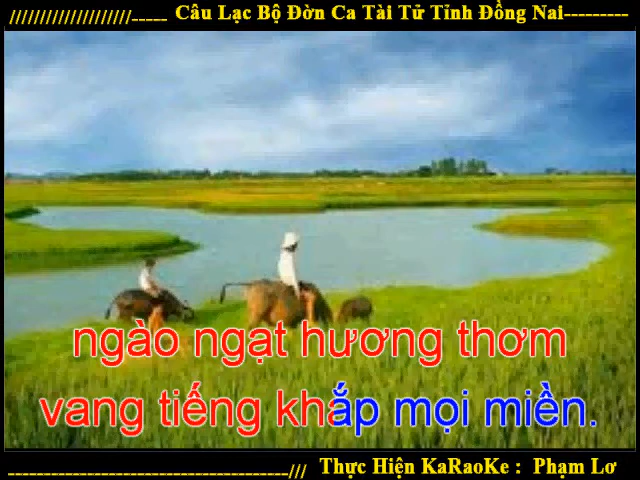 ////////////////////_____ Câu Lạc Bộ Đờn Ca Tài Tử Tỉnh Đồng Nai---------
ngào ngạt hương thơm
vang tiếng khắp mọi miền.
---------------------------------------/// Thực Hiện KaRaoKe : Phạm Lơ